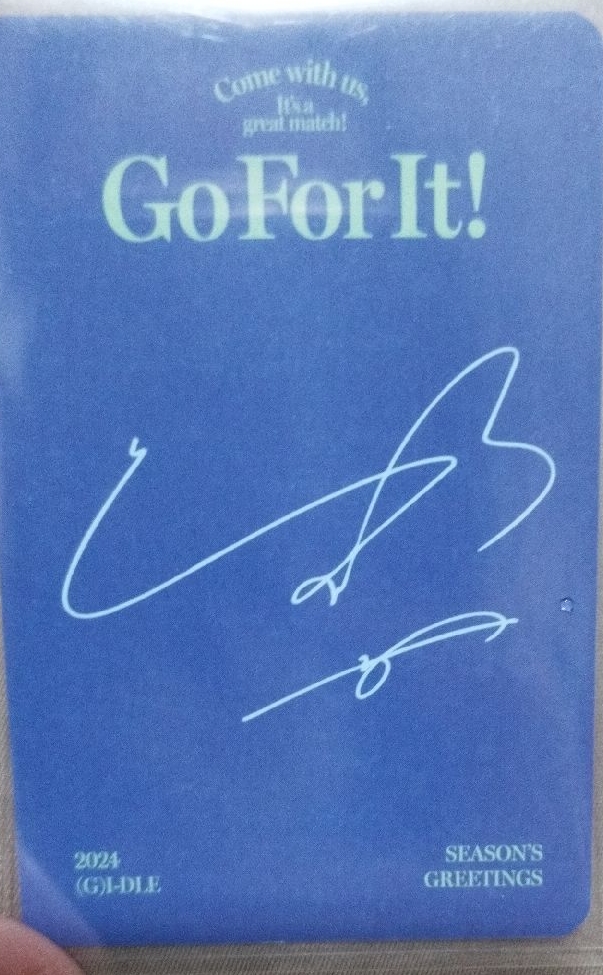 Come with us,
It's a
great match!
Go For It!
2024
(G)I-DLE
SEASON'S
GREETINGS